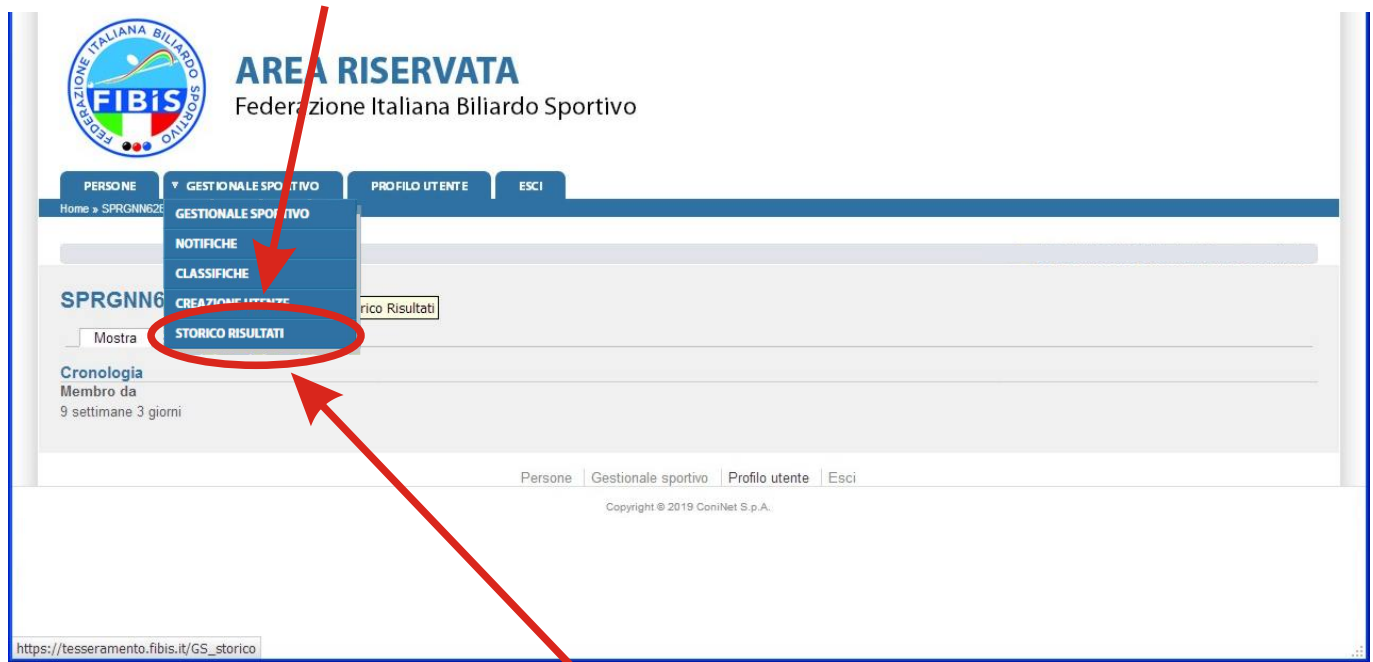 FEDERAZIONE ITALIANA BILIARDO SPORTIVO
FIBiS
AREA RISERVATA
Federazione Italiana Biliardo Sportivo
PERSONE
GESTIONALE SPORTIVO
PROFILO UTENTE
ESCI
Home » SPRGNN62E
GESTIONALE SPORTIVO
NOTIFICHE
CLASSIFICHE
SPRGNN6
CREAZIONE UTENZE
rico Risultati
Mostra
STORICO RISULTATI
Cronologia
Membro da
9 settimane 3 giorni
Persone Gestionale sportivo Profilo utente Esci
Copyright © 2019 ConiNet S.p.A.
https://tesseramento.fibis.it/GS_storico